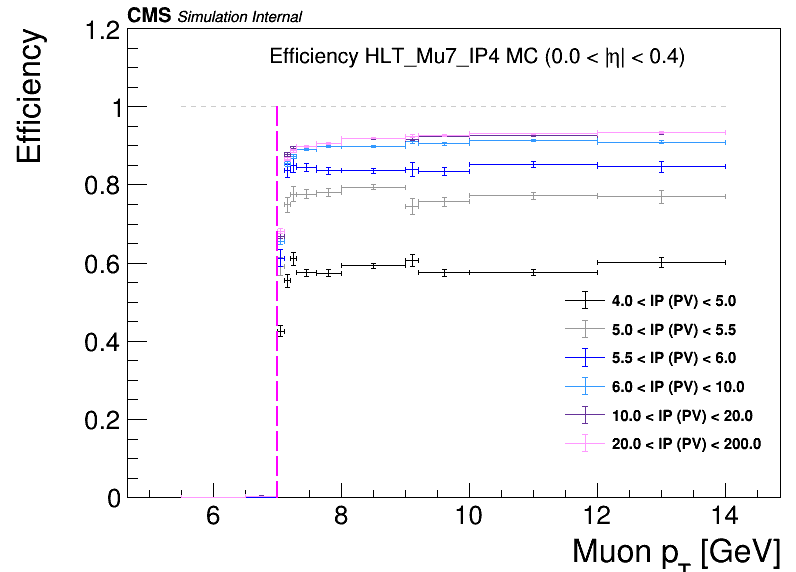 CMS Simulation Internal
Efficiency HLT_Mu7_IP4 MC (0.0 < |η| < 0.4)
Efficiency
1.2
1
0.8
0.6
0.4
0.2
0
4.0 < IP (PV) < 5.0
5.0 < IP (PV) < 5.5
5.5 < IP (PV) < 6.0
6.0 < IP (PV) < 10.0
10.0 < IP (PV) < 20.0
20.0 < IP (PV) < 200.0
6 8 10 12 14
Muon p_T [GeV]